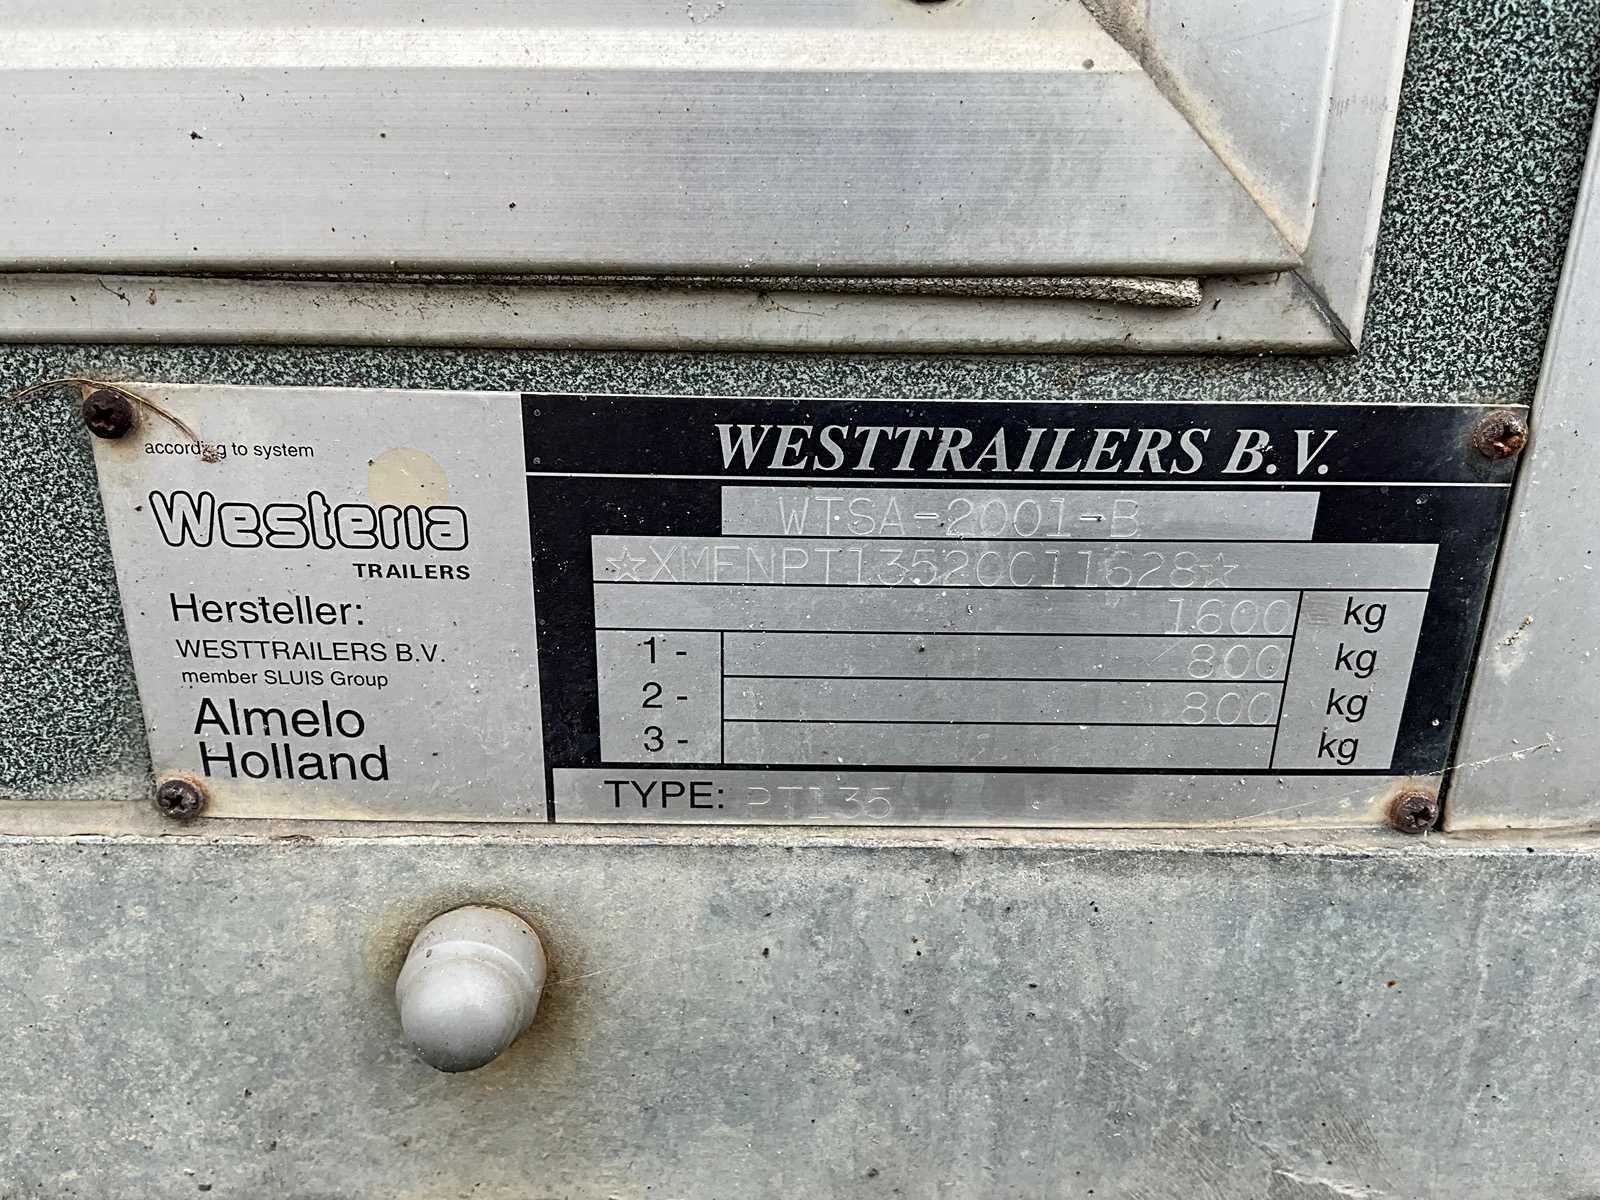 according to system
Westeria
TRAILERS
Hersteller:
WESTTRAILERS B.V.
member SLUIS Group
Almelo
Holland
WESTTRAILERS B.V.
WTSA-2001-B
☆XMFNPT13520C11628☆
1600 kg
1- 800 kg
2- 800 kg
3- kg
TYPE: PT135